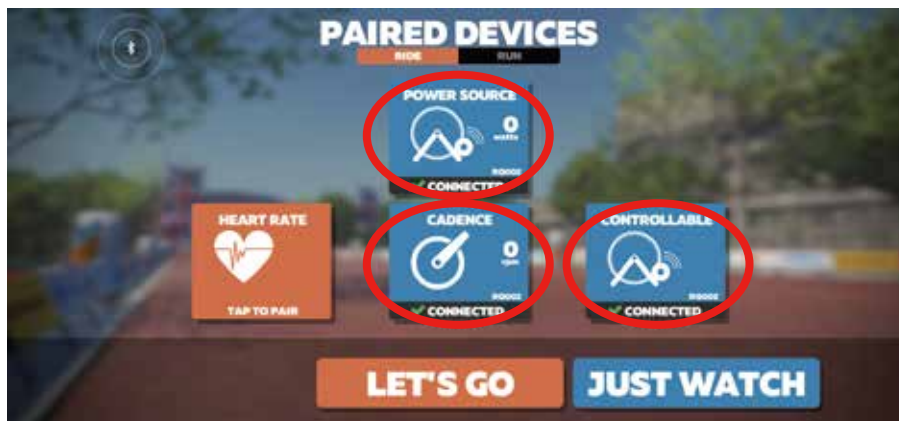 PAIRED DEVICES
RIDE RUN
POWER SOURCE
0
watts
CONNECTED
HEART RATE
TAP TO PAIR
CADENCE
0
rpm
CONNECTED
CONTROLLABLE
CONNECTED
LET'S GO
JUST WATCH